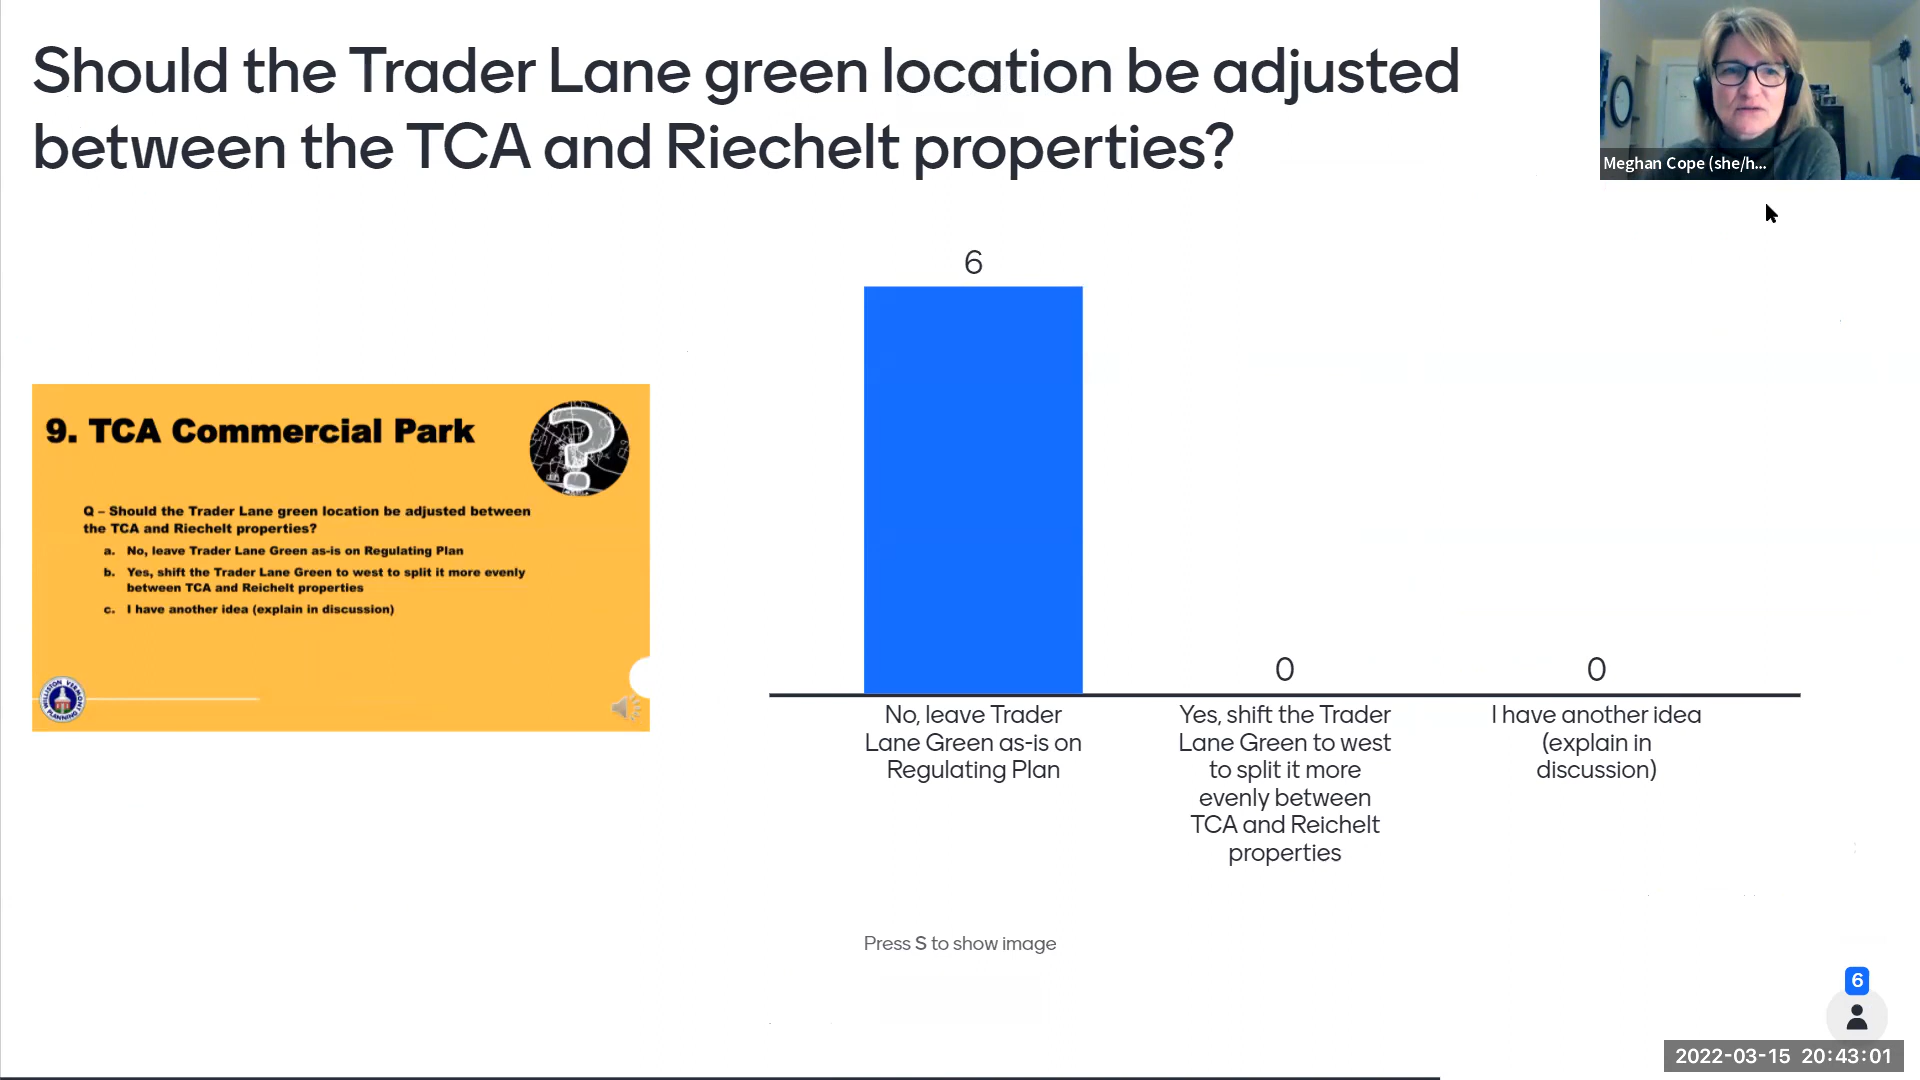 Should the Trader Lane green location be adjusted
between the TCA and Riechelt properties?
Meghan Cope (she/h...
6
9. TCA Commercial Park
Q – Should the Trader Lane green location be adjusted between
the TCA and Riechelt properties?
a. No, leave Trader Lane Green as-is on Regulating Plan
b. Yes, shift the Trader Lane Green to west to split it more evenly
between TCA and Reichelt properties
c. I have another idea (explain in discussion)
WILLISTON VERMONT
PLANNING
0
0
No, leave Trader
Lane Green as-is on
Regulating Plan
Yes, shift the Trader
Lane Green to west
to split it more
evenly between
TCA and Reichelt
properties
I have another idea
(explain in
discussion)
Press S to show image
6
2022-03-15 20:43:01